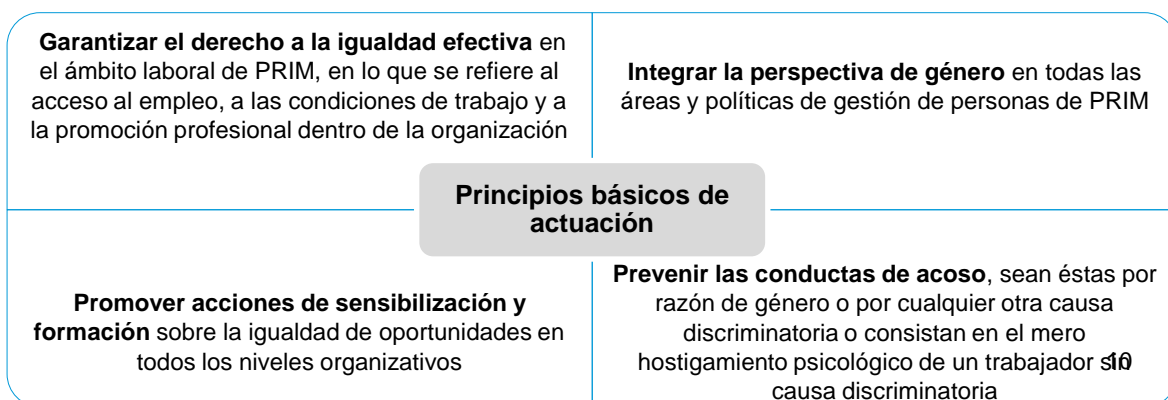 Garantizar el derecho a la igualdad efectiva en
el ámbito laboral de PRIM, en lo que se refiere al
acceso al empleo, a las condiciones de trabajo y a
la promoción profesional dentro de la organización
Integrar la perspectiva de género en todas las
áreas y políticas de gestión de personas de PRIM
Principios básicos de
actuación
Promover acciones de sensibilización y
formación sobre la igualdad de oportunidades en
todos los niveles organizativos
Prevenir las conductas de acoso, sean éstas por
razón de género o por cualquier otra causa
discriminatoria o consistan en el mero
hostigamiento psicológico de un trabajador sin
causa discriminatoria
10